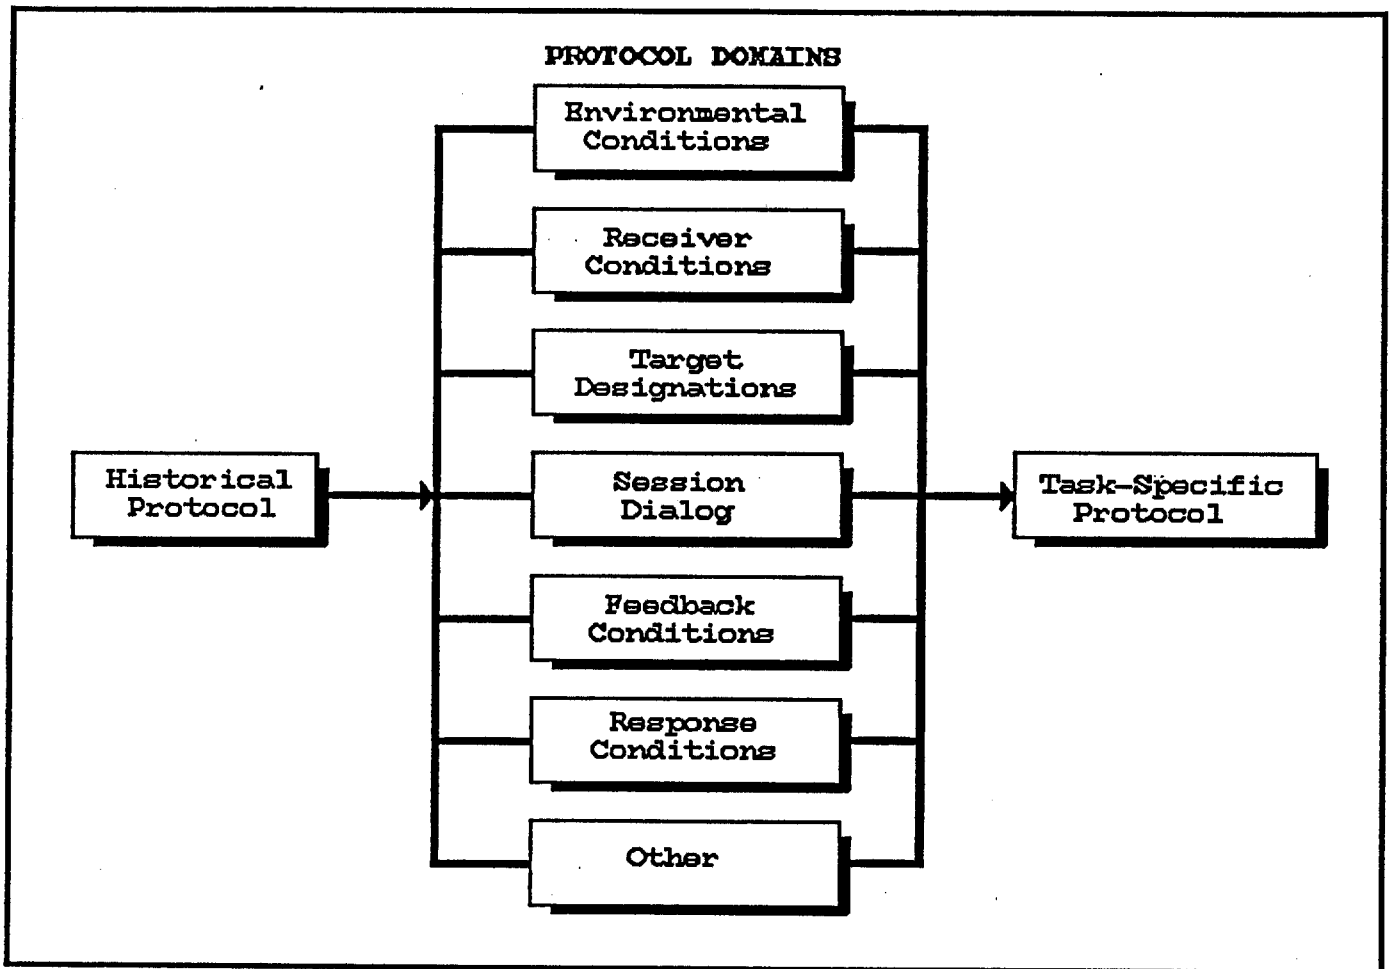 PROTOCOL DOMAINS
Environmental
Conditions
Receiver
Conditions
Target
Designations
Historical
Protocol
Session
Dialog
Task-Specific
Protocol
Feedback
Conditions
Response
Conditions
Other